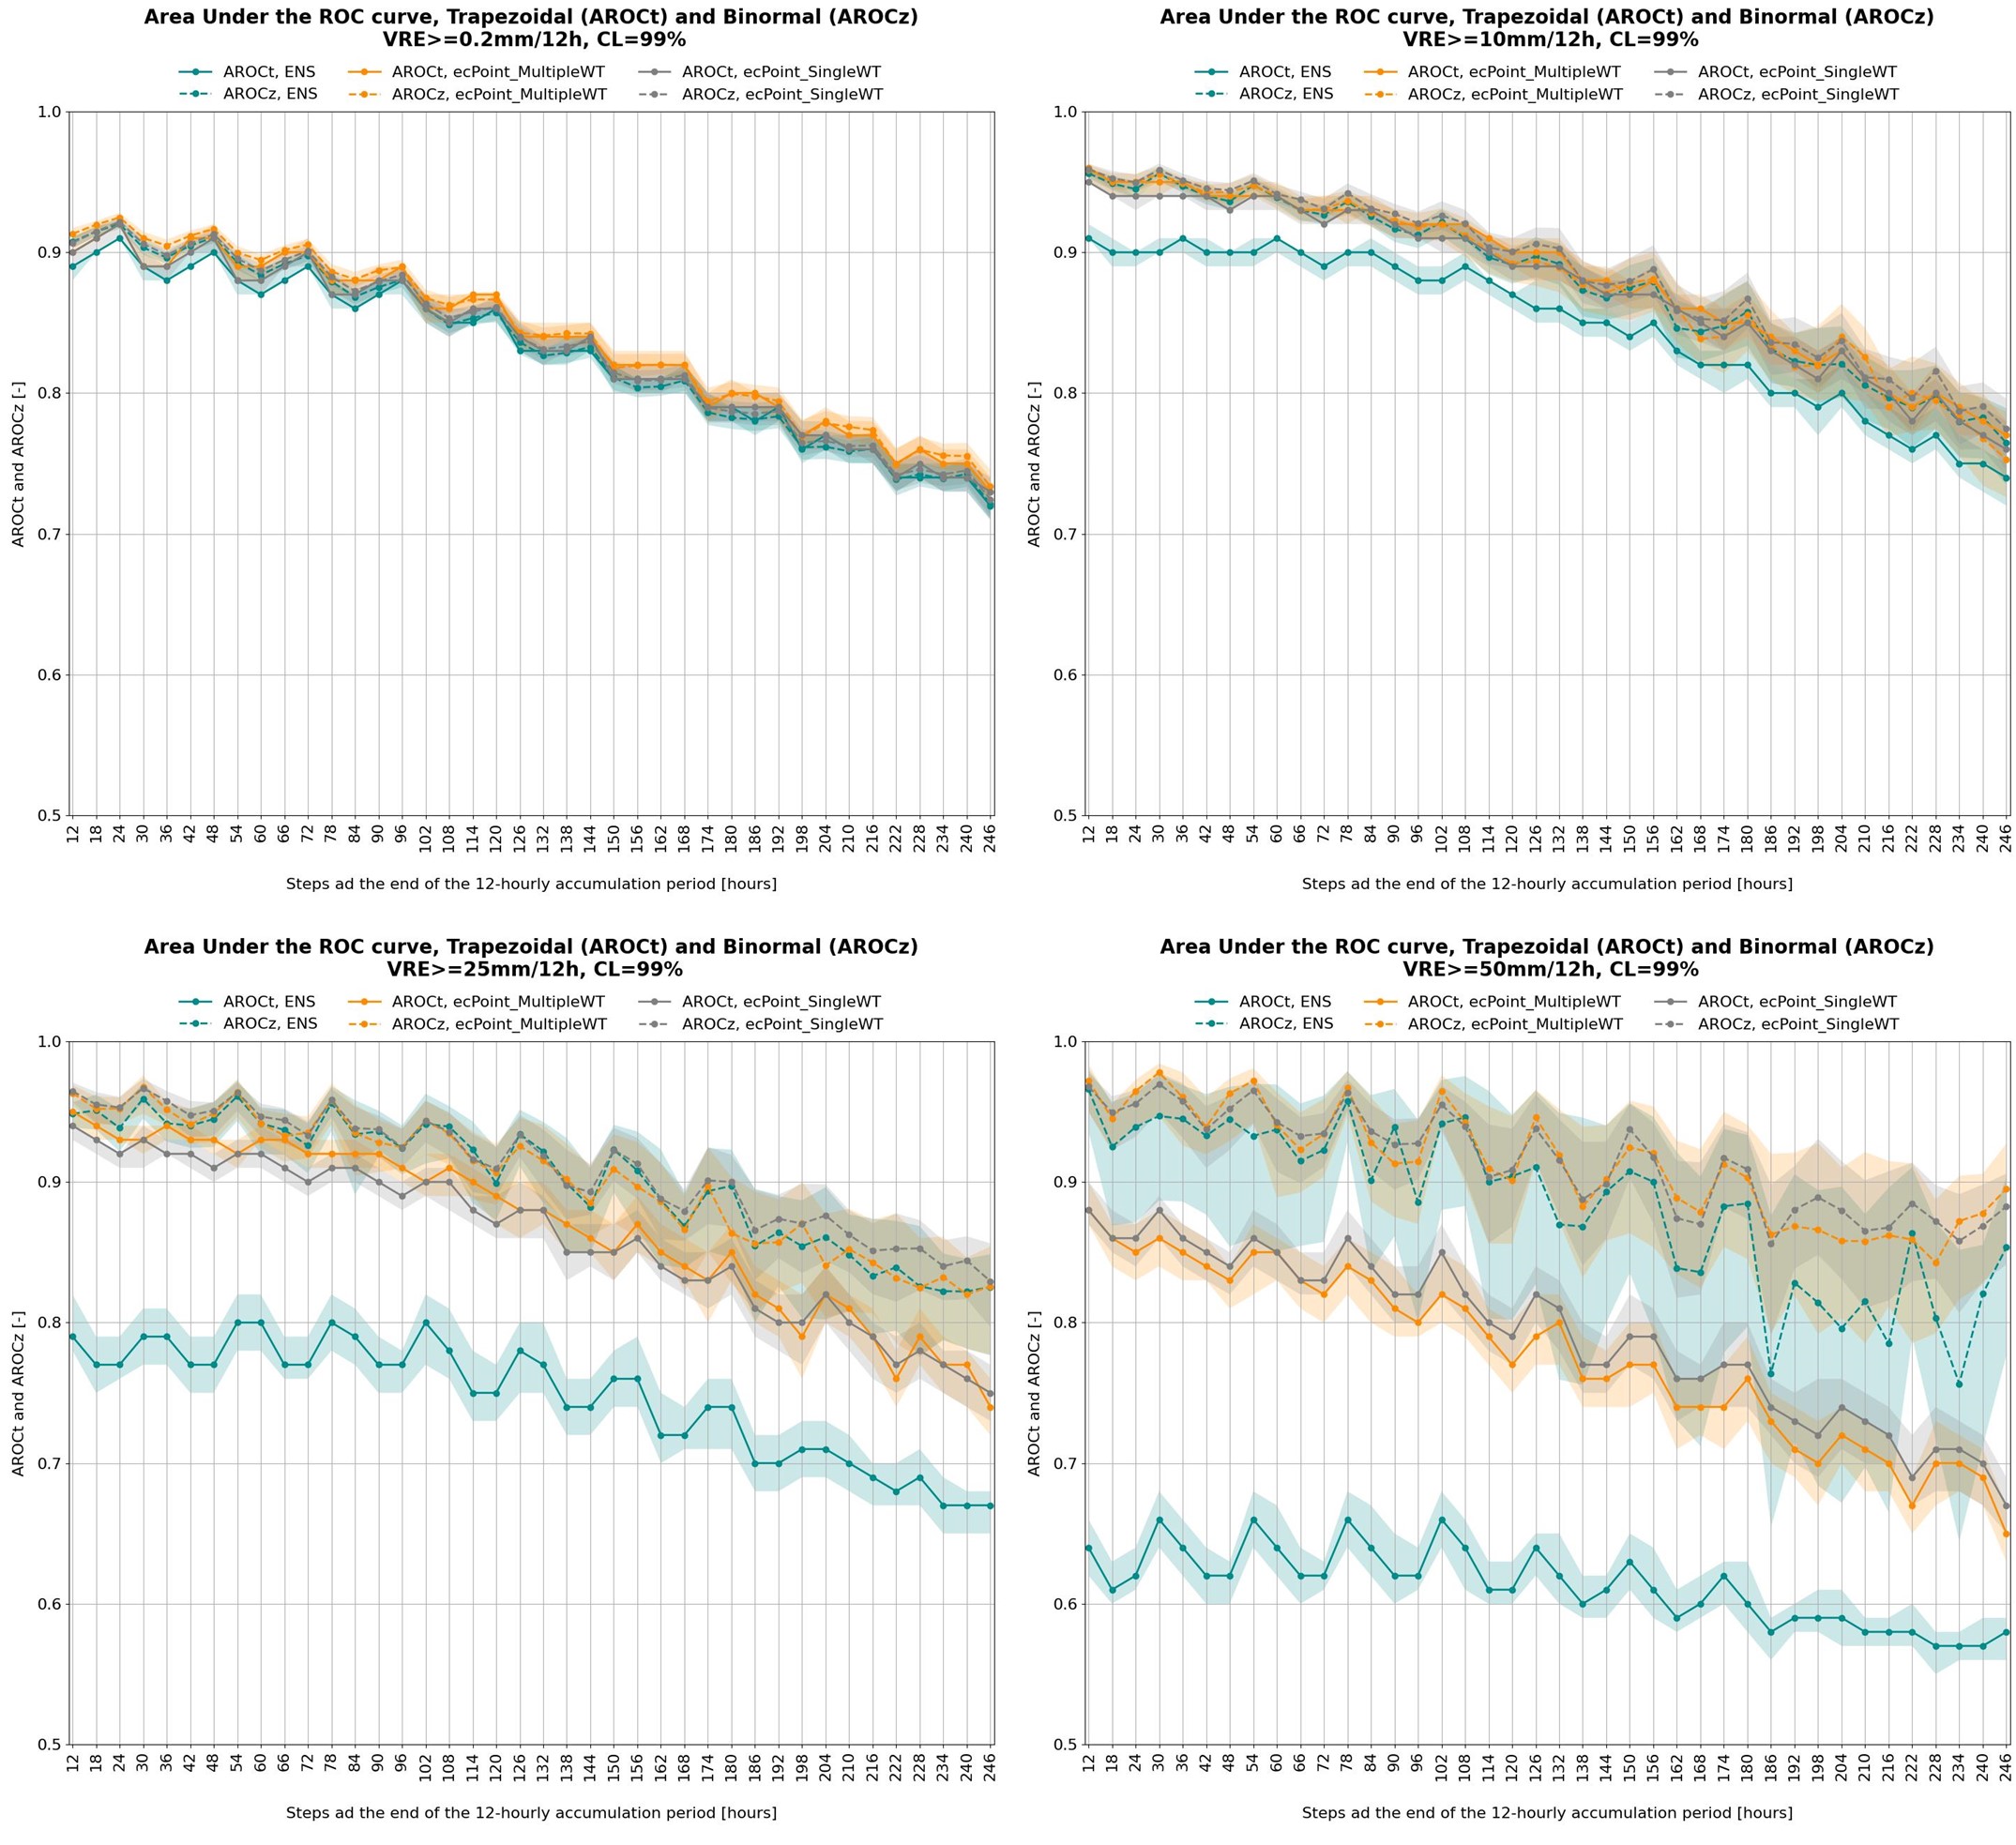 Area Under the ROC curve, Trapezoidal (AROCt) and Binormal (AROCz)
VRE>=0.2mm/12h, CL=99%
AROCt, ENS AROCt, ecPoint_MultipleWT AROCt, ecPoint_SingleWT
AROCz, ENS AROCz, ecPoint_MultipleWT AROCz, ecPoint_SingleWT
1.0
0.9
0.8
0.7
0.6
0.5
AROCt and AROCz [-]
12 18 24 30 36 42 48 54 60 66 72 78 84 90 96 102 108 114 120 126 132 138 144 150 156 162 168 174 180 186 192 198 204 210 216 222 228 234 240 246
Steps ad the end of the 12-hourly accumulation period [hours]
Area Under the ROC curve, Trapezoidal (AROCt) and Binormal (AROCz)
VRE>=10mm/12h, CL=99%
AROCt, ENS AROCt, ecPoint_MultipleWT AROCt, ecPoint_SingleWT
AROCz, ENS AROCz, ecPoint_MultipleWT AROCz, ecPoint_SingleWT
1.0
0.9
0.8
0.7
0.6
0.5
AROCt and AROCz [-]
12 18 24 30 36 42 48 54 60 66 72 78 84 90 96 102 108 114 120 126 132 138 144 150 156 162 168 174 180 186 192 198 204 210 216 222 228 234 240 246
Steps ad the end of the 12-hourly accumulation period [hours]
Area Under the ROC curve, Trapezoidal (AROCt) and Binormal (AROCz)
VRE>=25mm/12h, CL=99%
AROCt, ENS AROCt, ecPoint_MultipleWT AROCt, ecPoint_SingleWT
AROCz, ENS AROCz, ecPoint_MultipleWT AROCz, ecPoint_SingleWT
1.0
0.9
0.8
0.7
0.6
0.5
AROCt and AROCz [-]
12 18 24 30 36 42 48 54 60 66 72 78 84 90 96 102 108 114 120 126 132 138 144 150 156 162 168 174 180 186 192 198 204 210 216 222 228 234 240 246
Steps ad the end of the 12-hourly accumulation period [hours]
Area Under the ROC curve, Trapezoidal (AROCt) and Binormal (AROCz)
VRE>=50mm/12h, CL=99%
AROCt, ENS AROCt, ecPoint_MultipleWT AROCt, ecPoint_SingleWT
AROCz, ENS AROCz, ecPoint_MultipleWT AROCz, ecPoint_SingleWT
1.0
0.9
0.8
0.7
0.6
0.5
AROCt and AROCz [-]
12 18 24 30 36 42 48 54 60 66 72 78 84 90 96 102 108 114 120 126 132 138 144 150 156 162 168 174 180 186 192 198 204 210 216 222 228 234 240 246
Steps ad the end of the 12-hourly accumulation period [hours]